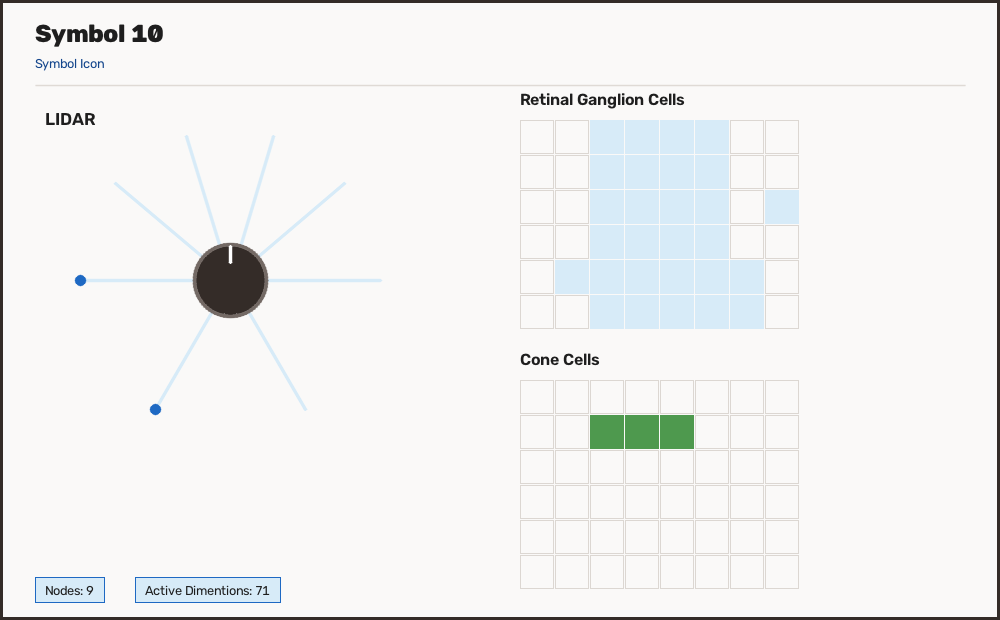 Symbol 10
Symbol Icon
LIDAR
Retinal Ganglion Cells
Cone Cells
Nodes: 9
Active Dimentions: 71